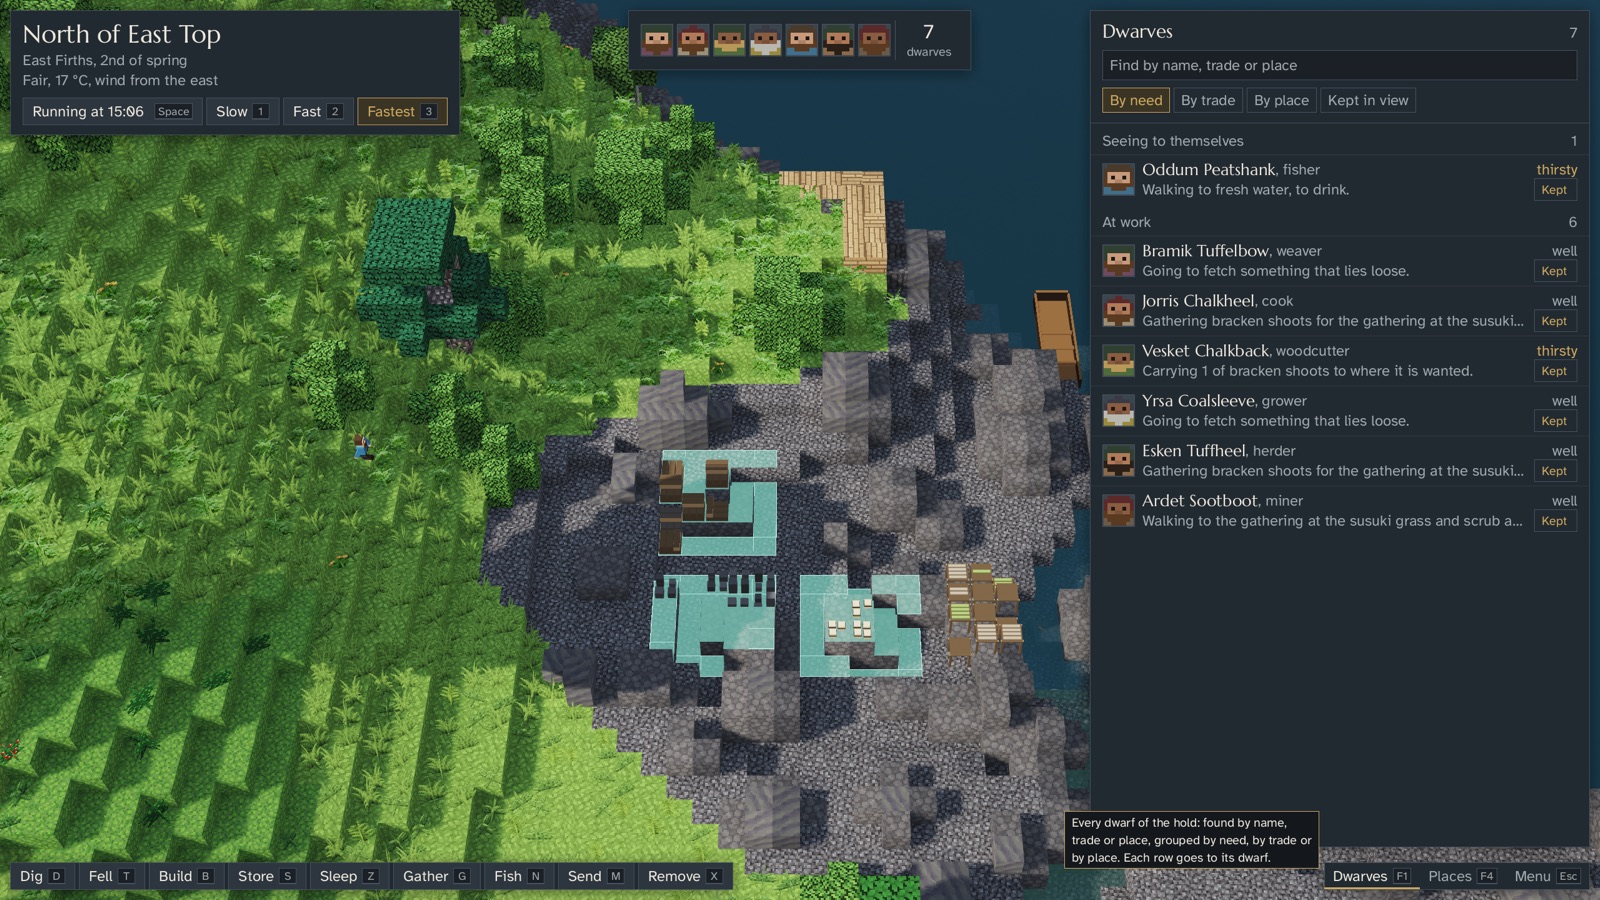 North of East Top
East Firths, 2nd of spring
Fair, 17 °C, wind from the east
Running at 15:06 Space
Slow 1
Fast 2
Fastest 3
7
dwarves
Dwarves 7
Find by name, trade or place
By need
By trade
By place
Kept in view
Seeing to themselves 1
Oddum Peatshank, fisher thirsty
Walking to fresh water, to drink. Kept
At work 6
Bramik Tuffelbow, weaver well
Going to fetch something that lies loose. Kept
Jorris Chalkheel, cook well
Gathering bracken shoots for the gathering at the susuki... Kept
Vesket Chalkback, woodcutter thirsty
Carrying 1 of bracken shoots to where it is wanted. Kept
Yrsa Coalsleeve, grower well
Going to fetch something that lies loose. Kept
Esken Tuffheel, herder well
Gathering bracken shoots for the gathering at the susuki... Kept
Ardet Sootboot, miner well
Walking to the gathering at the susuki grass and scrub a... Kept
Every dwarf of the hold: found by name,
trade or place, grouped by need, by trade or
by place. Each row goes to its dwarf.
Dig D
Fell T
Build B
Store S
Sleep Z
Gather G
Fish N
Send M
Remove X
Dwarves F1
Places F4
Menu Esc